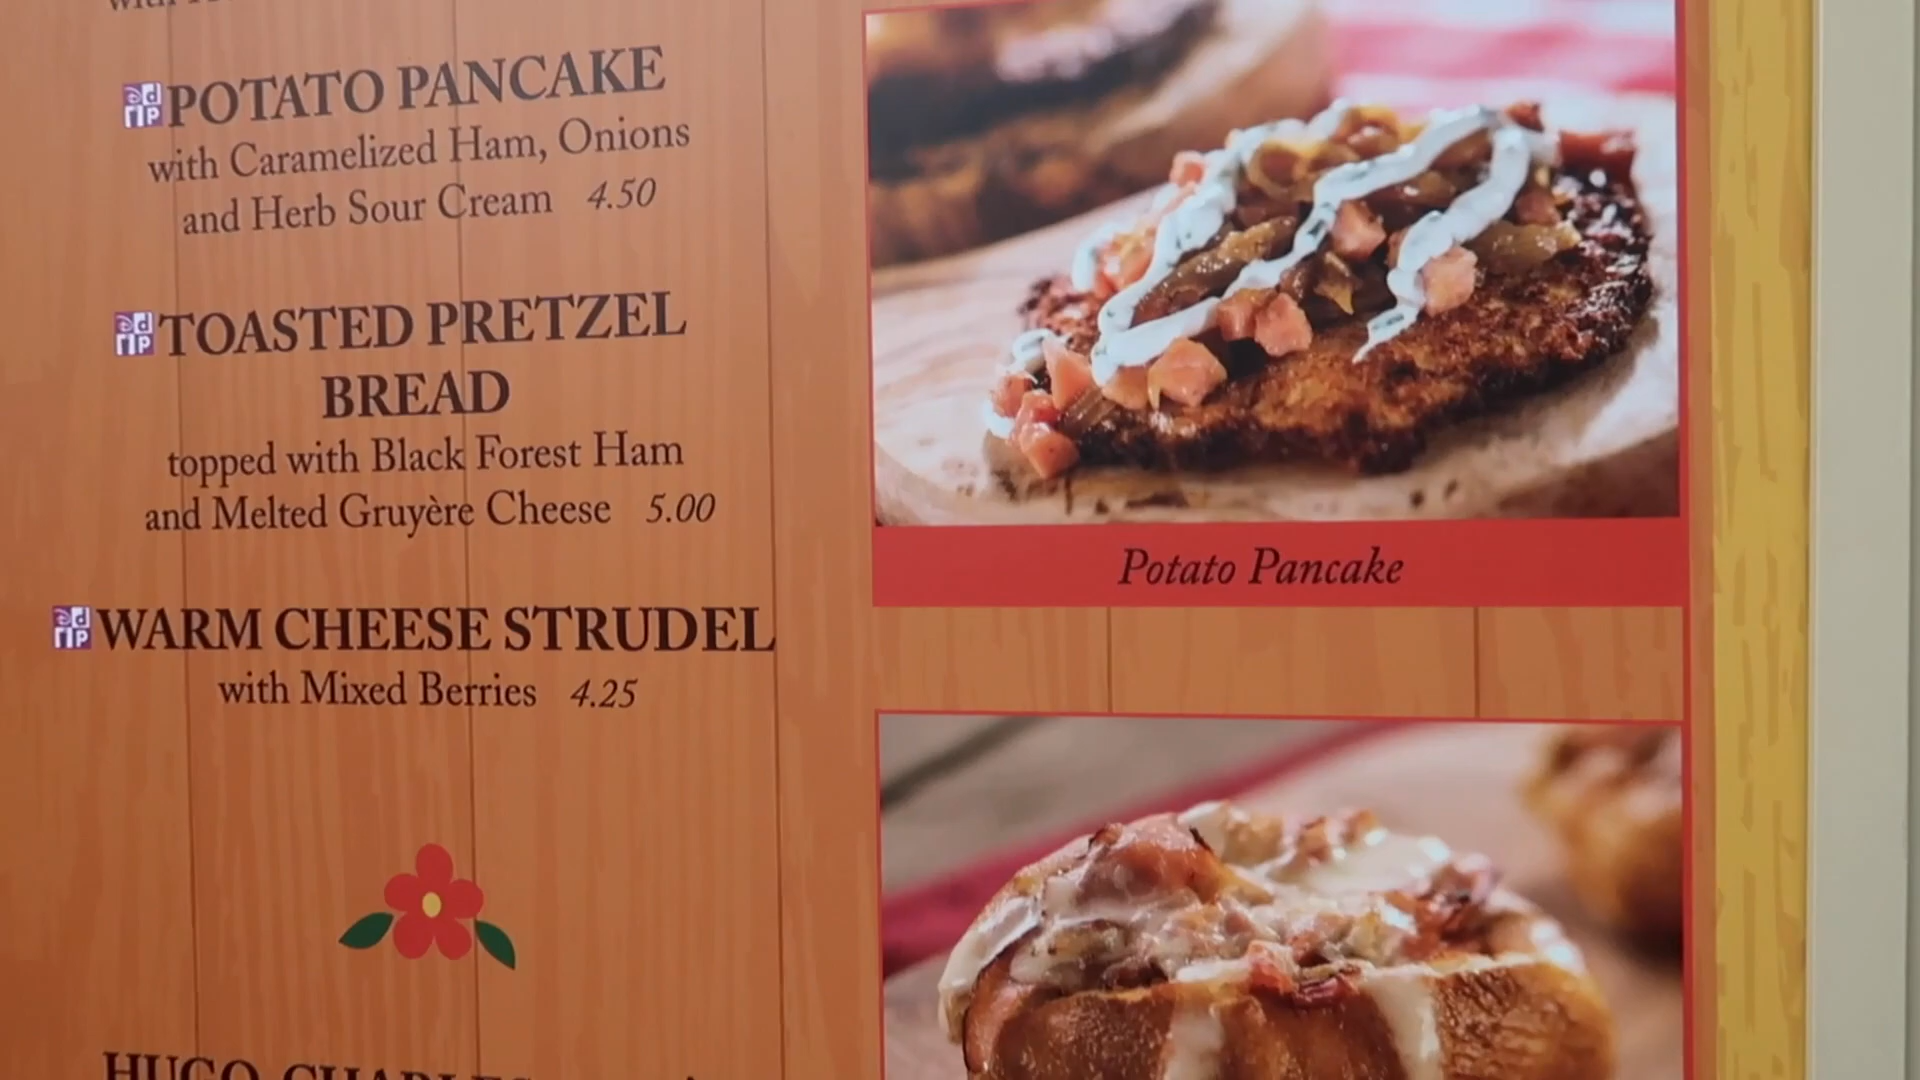 POTATO PANCAKE
with Caramelized Ham, Onions
and Herb Sour Cream 4.50
TOASTED PRETZEL
BREAD
topped with Black Forest Ham
and Melted Gruyère Cheese 5.00
WARM CHEESE STRUDEL
with Mixed Berries 4.25
Potato Pancake